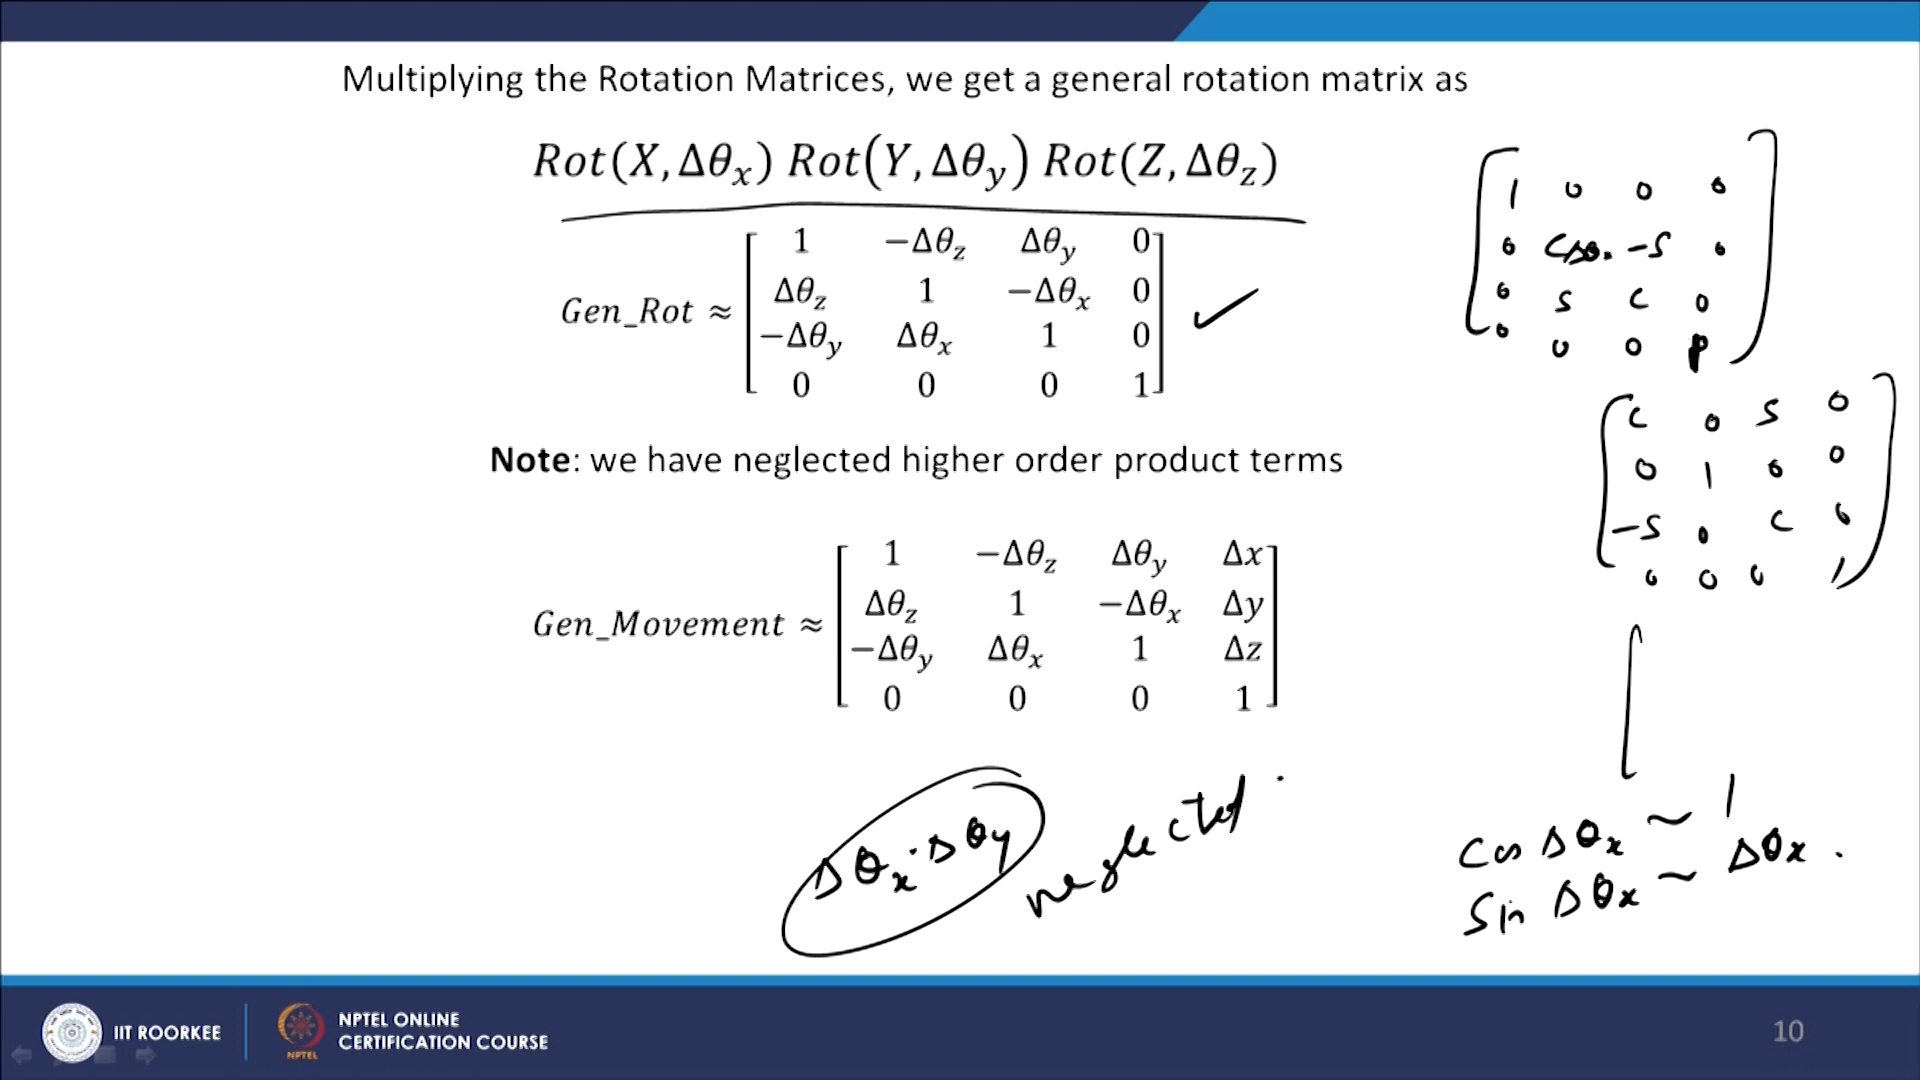 Multiplying the Rotation Matrices, we get a general rotation matrix as
Rot(X,Δθx) Rot(Y,Δθy) Rot(Z,Δθz)
Gen_Rot ≈
1 −Δθz Δθy 0
Δθz 1 −Δθx 0
−Δθy Δθx 1 0
0 0 0 1
Note: we have neglected higher order product terms
Gen_Movement ≈
1 −Δθz Δθy Δx
Δθz 1 −Δθx Δy
−Δθy Δθx 1 Δz
0 0 0 1
Δθx·Δθy neglected
1 0 0 0
0 -S 0
0 S C 0
0 0 0
C 0 S 0
0 1 0 0
-S 0 C 0
0 0 0 1
Cos Δθx ~ 1
Sin Δθx ~ Δθx.
IIT ROORKEE
NPTEL
NPTEL ONLINE
CERTIFICATION COURSE
10